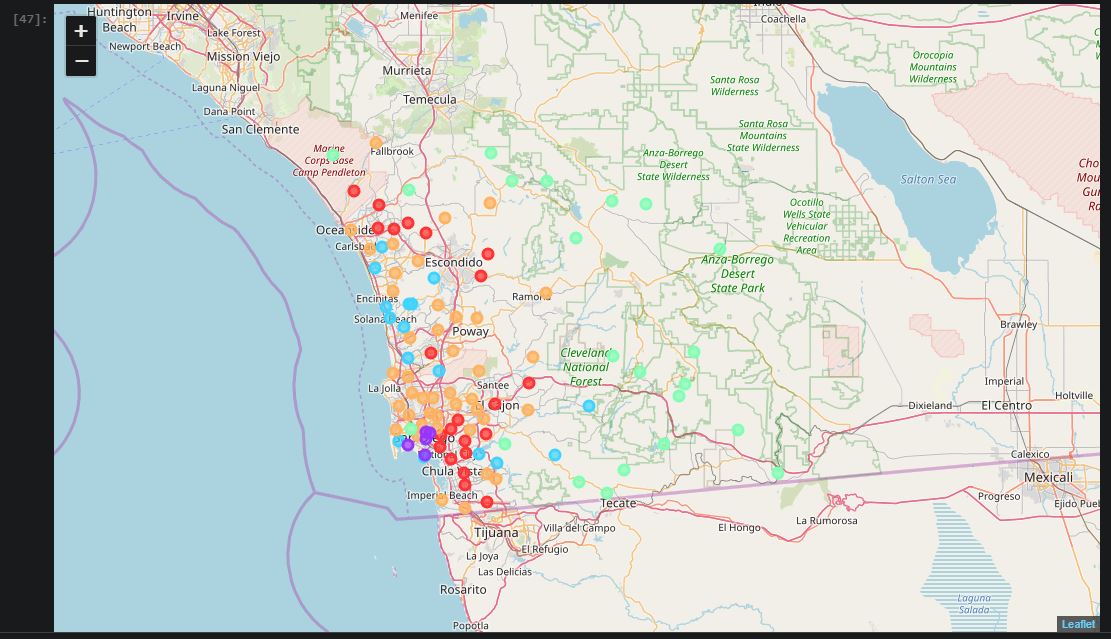 [47]:
+
−
Huntington
Beach
Irvine
Newport Beach
Lake Forest
Mission Viejo
Laguna Niguel
Dana Point
San Clemente
Menifee
Murrieta
Temecula
Coachella
Santa Rosa
Wilderness
Orocopia
Mountains
Wilderness
Santa Rosa
Mountains
State Wilderness
Marine
Corps Base
Camp Pendleton
Fallbrook
Anza-Borrego
Desert
State Wilderness
Salton Sea
Ocotillo
Wells State
Vehicular
Recreation
Area
Oceanside
Carlsbad
Escondido
Anza-Borrego
Desert
State Park
Encinitas
Ramona
Solana Beach
Poway
Brawley
Cleveland
National
Forest
La Jolla
Santee
Imperial
El Cajon
Dixieland
El Centro
Holtville
San Diego
National
Chula Vista
Calexico
Mexicali
Imperial Beach
Tecate
Progreso
Ejido Pue
Tijuana
Villa del Campo
El Hongo
La Rumorosa
La Joya
El Refugio
Las Delicias
Rosarito
Laguna
Salada
Popotla
Leaflet